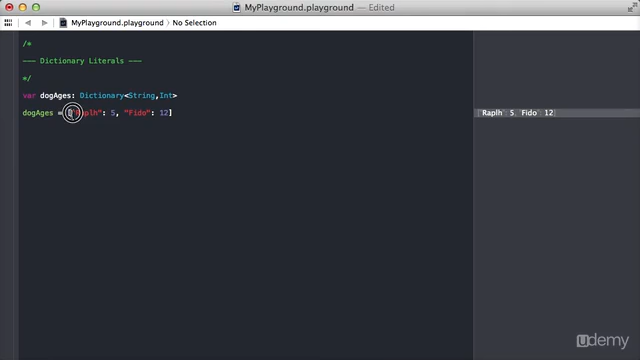 MyPlayground.playground — Edited
MyPlayground.playground › No Selection
/*
--- Dictionary Literals ---
*/
var dogAges: Dictionary<String,Int>
dogAges = ["Raplh": 5, "Fido": 12]
["Raplh": 5, "Fido": 12]
udemy